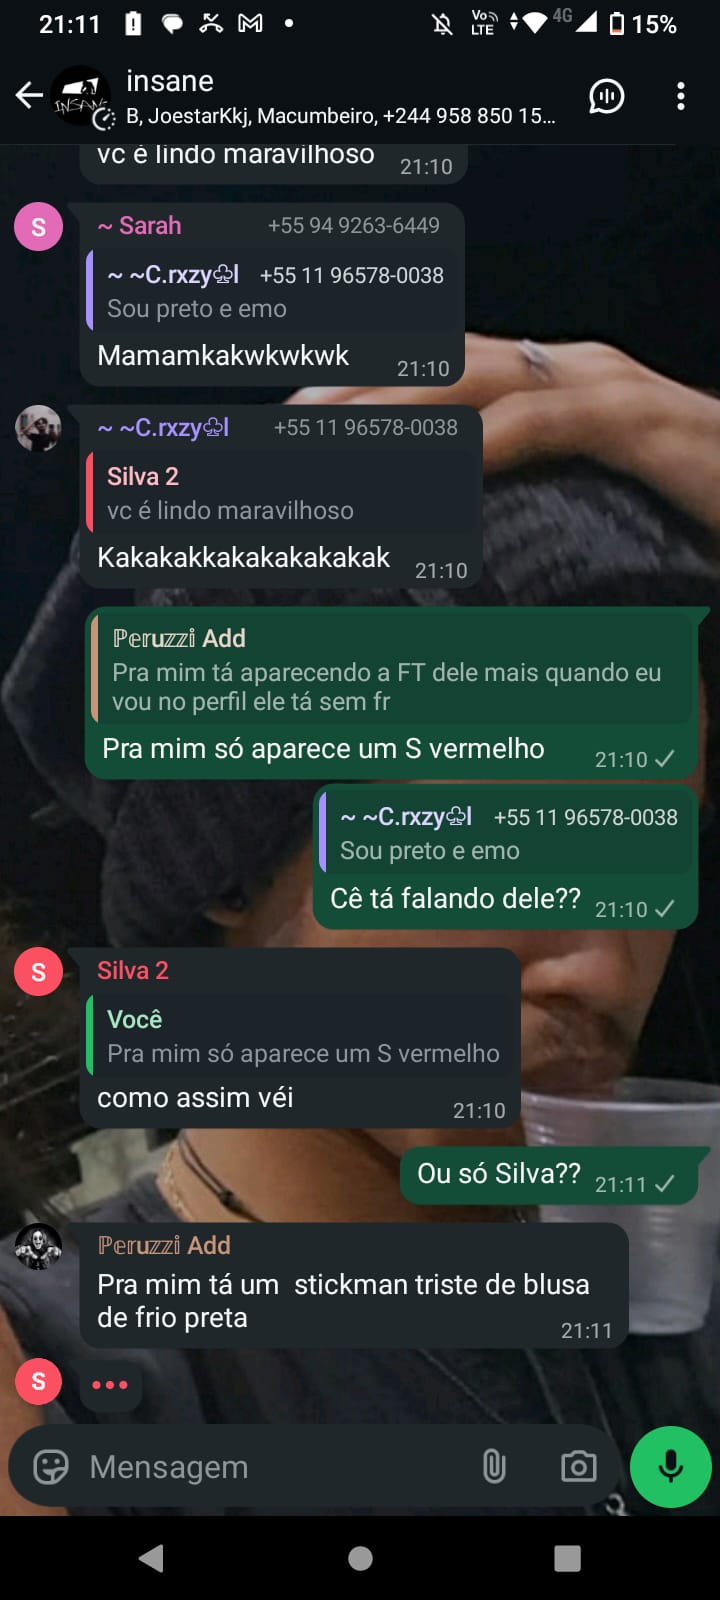 21:11
Vo LTE 4G 15%
INSANE
insane
B, JoestarKkj, Macumbeiro, +244 958 850 15...
vc é lindo maravilhoso 21:10
S
~ Sarah +55 94 9263-6449
~ ~C.rxzy♧l +55 11 96578-0038
Sou preto e emo
Mamamkakwkwkwk 21:10
~ ~C.rxzy♧l +55 11 96578-0038
Silva 2
vc é lindo maravilhoso
Kakakakkakakakakakak 21:10
ℙ𝕖𝕣𝐮𝕫𝕫𝕚 Add
Pra mim tá aparecendo a FT dele mais quando eu
vou no perfil ele tá sem fr
Pra mim só aparece um S vermelho 21:10
~ ~C.rxzy♧l +55 11 96578-0038
Sou preto e emo
Cê tá falando dele?? 21:10
S
Silva 2
Você
Pra mim só aparece um S vermelho
como assim véi 21:10
Ou só Silva?? 21:11
ℙ𝕖𝕣𝐮𝕫𝕫𝕚 Add
Pra mim tá um  stickman triste de blusa
de frio preta 21:11
S
Mensagem